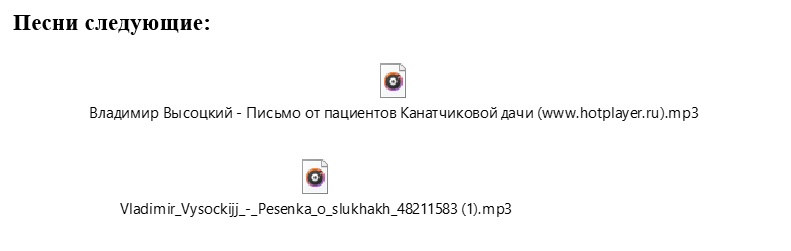 Песни следующие:
Владимир Высоцкий - Письмо от пациентов Канатчиковой дачи (www.hotplayer.ru).mp3
Vladimir_Vysockijj_-_Pesenka_o_slukhakh_48211583 (1).mp3